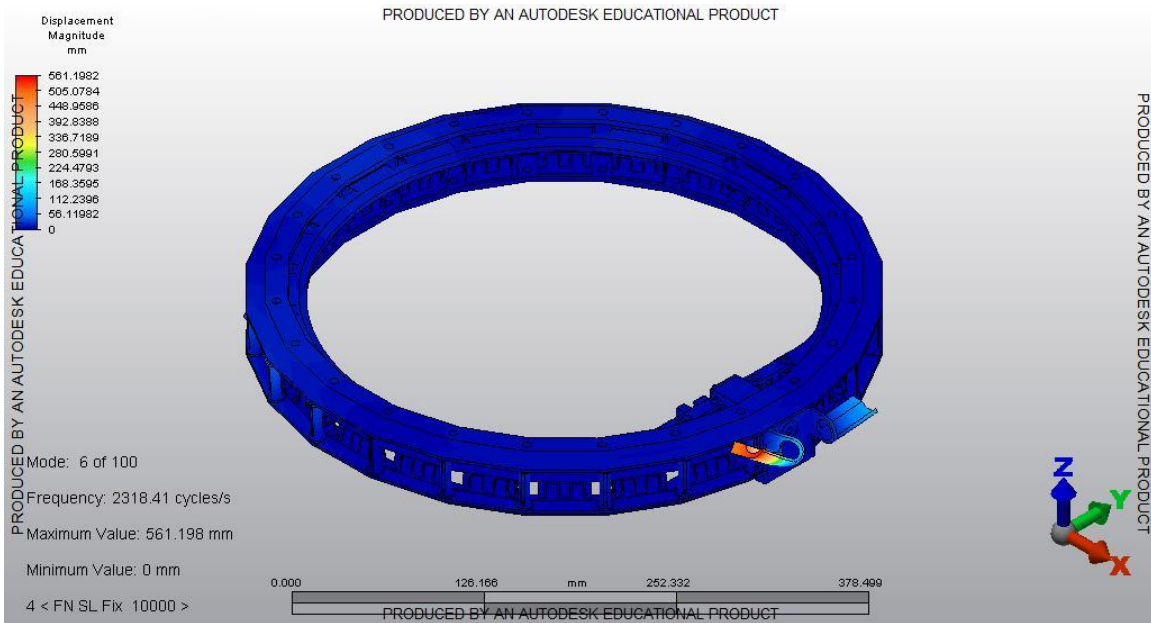 PRODUCED BY AN AUTODESK EDUCATIONAL PRODUCT
Displacement
Magnitude
mm
561.1982
505.0784
448.9586
392.8388
336.7189
280.5991
224.4793
168.3595
112.2396
56.11982
0
PRODUCED BY AN AUTODESK EDUCATIONAL PRODUCT
PRODUCED BY AN AUTODESK EDUCATIONAL PRODUCT
Mode: 6 of 100
Frequency: 2318.41 cycles/s
Maximum Value: 561.198 mm
Minimum Value: 0 mm
4 < FN SL Fix 10000 >
0.000 126.166 mm 252.332 378.499
Z
Y
X
PRODUCED BY AN AUTODESK EDUCATIONAL PRODUCT